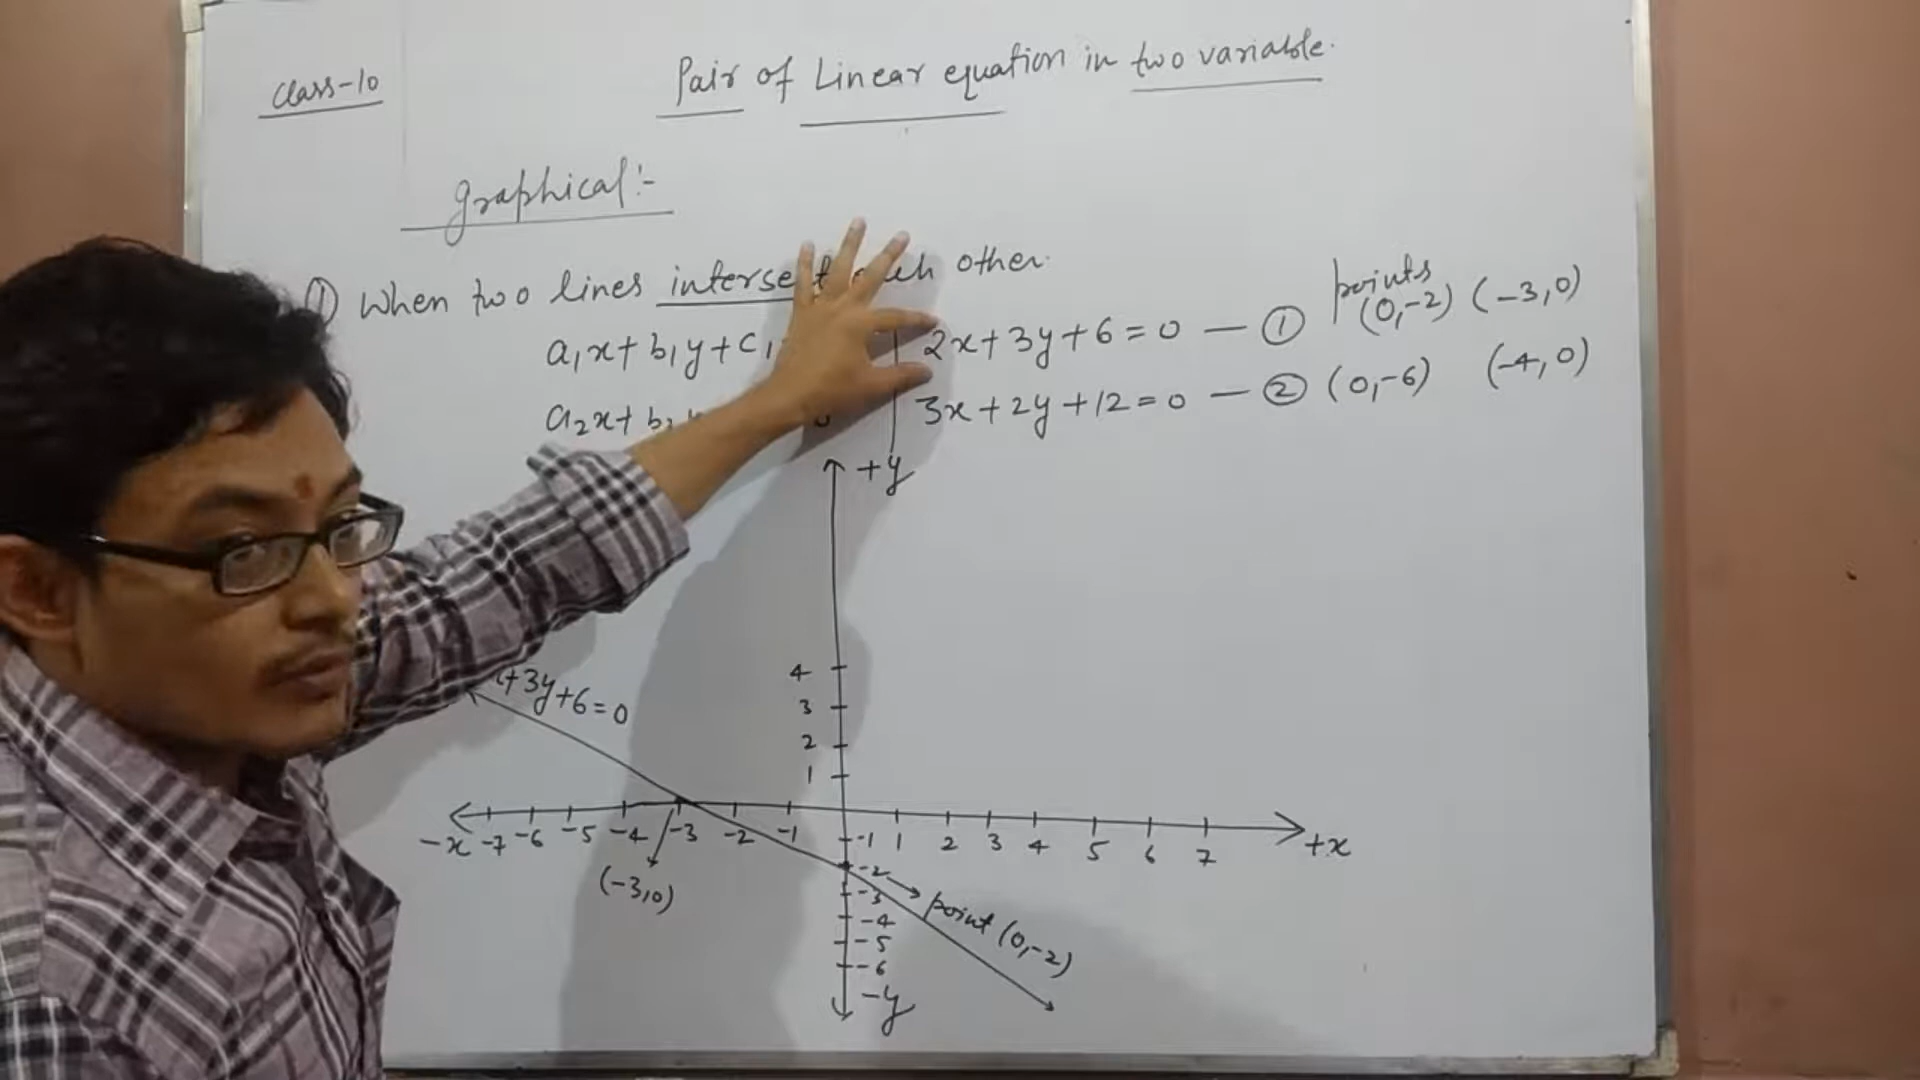 Class-10
Pair of Linear equation in two variable.
Graphical:-
① When two lines intersect each other.
a₁x+b₁y+c₁
2x+3y+6=0 — ①
points
(0,-2) (-3,0)
a₂x+b₂y 0
3x+2y+12=0 — ② (0,-6) (-4,0)
+y
x+3y+6=0
4
3
2
1
-x -7 -6 -5 -4 -3 -2 -1 1 2 3 4 5 6 7 +x
-1
-2
-3
-4
-5
-6
-y
(-3,0)
point (0,-2)